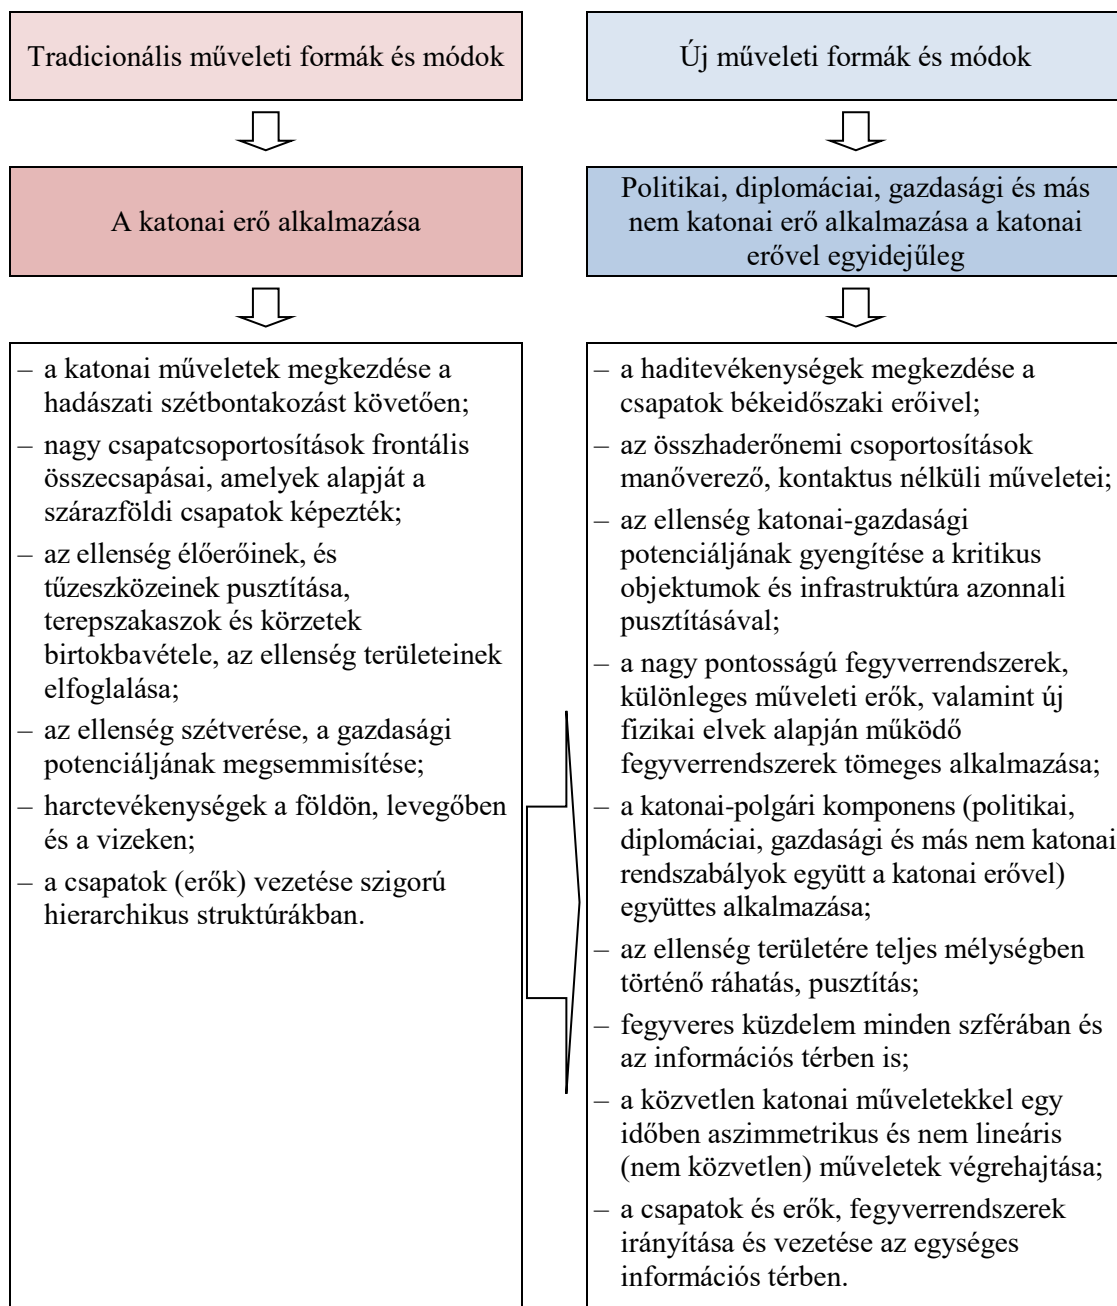 Tradicionális műveleti formák és módok
A katonai erő alkalmazása
– a katonai műveletek megkezdése a
hadászati szétbontakozást követően;
– nagy csapatcsoportosítások frontális
összecsapásai, amelyek alapját a
szárazföldi csapatok képezték;
– az ellenség élőerőinek, és
tűzeszközeinek pusztítása,
terepszakaszok és körzetek
birtokbavétele, az ellenség területeinek
elfoglalása;
– az ellenség szétverése, a gazdasági
potenciáljának megsemmisítése;
– harctevékenységek a földön, levegőben
és a vizeken;
– a csapatok (erők) vezetése szigorú
hierarchikus struktúrákban.
Új műveleti formák és módok
Politikai, diplomáciai, gazdasági és más
nem katonai erő alkalmazása a katonai
erővel egyidejűleg
– a haditevékenységek megkezdése a
csapatok békeidőszaki erőivel;
– az összhaderőnemi csoportosítások
manőverező, kontaktus nélküli műveletei;
– az ellenség katonai-gazdasági
potenciáljának gyengítése a kritikus
objektumok és infrastruktúra azonnali
pusztításával;
– a nagy pontosságú fegyverrendszerek,
különleges műveleti erők, valamint új
fizikai elvek alapján működő
fegyverrendszerek tömeges alkalmazása;
– a katonai-polgári komponens (politikai,
diplomáciai, gazdasági és más nem katonai
rendszabályok együtt a katonai erővel)
együttes alkalmazása;
– az ellenség területére teljes mélységben
történő ráhatás, pusztítás;
– fegyveres küzdelem minden szférában és
az információs térben is;
– a közvetlen katonai műveletekkel egy
időben aszimmetrikus és nem lineáris
(nem közvetlen) műveletek végrehajtása;
– a csapatok és erők, fegyverrendszerek
irányítása és vezetése az egységes
információs térben.